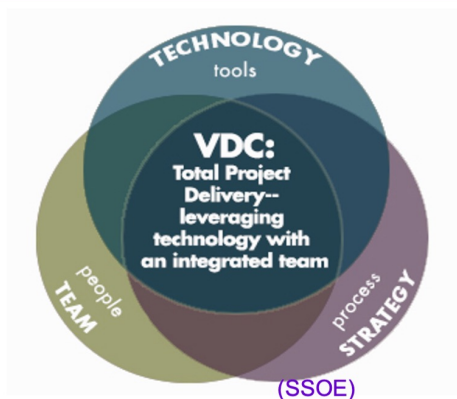 TECHNOLOGY
tools
VDC:
Total Project
Delivery--
leveraging
technology with
an integrated team
people
TEAM
process
STRATEGY
(SSOE)